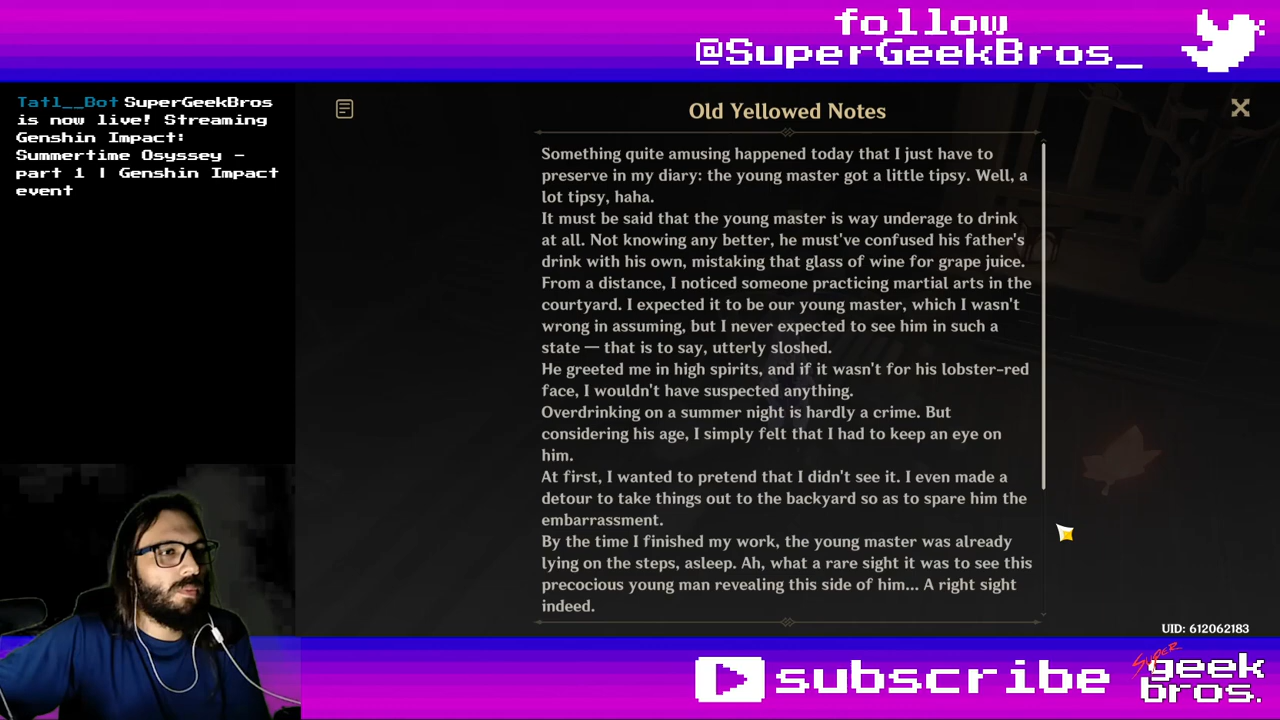 follow
@SuperGeekBros_
Tatl__Bot SuperGeekBros
is now live! Streaming
Genshin Impact:
Summertime Osyssey -
part 1 | Genshin Impact
event
Old Yellowed Notes
Something quite amusing happened today that I just have to
preserve in my diary: the young master got a little tipsy. Well, a
lot tipsy, haha.
It must be said that the young master is way underage to drink
at all. Not knowing any better, he must've confused his father's
drink with his own, mistaking that glass of wine for grape juice.
From a distance, I noticed someone practicing martial arts in the
courtyard. I expected it to be our young master, which I wasn't
wrong in assuming, but I never expected to see him in such a
state — that is to say, utterly sloshed.
He greeted me in high spirits, and if it wasn't for his lobster-red
face, I wouldn't have suspected anything.
Overdrinking on a summer night is hardly a crime. But
considering his age, I simply felt that I had to keep an eye on
him.
At first, I wanted to pretend that I didn't see it. I even made a
detour to take things out to the backyard so as to spare him the
embarrassment.
By the time I finished my work, the young master was already
lying on the steps, asleep. Ah, what a rare sight it was to see this
precocious young man revealing this side of him... A right sight
indeed.
UID: 612062183
subscribe
super
geek
bros.